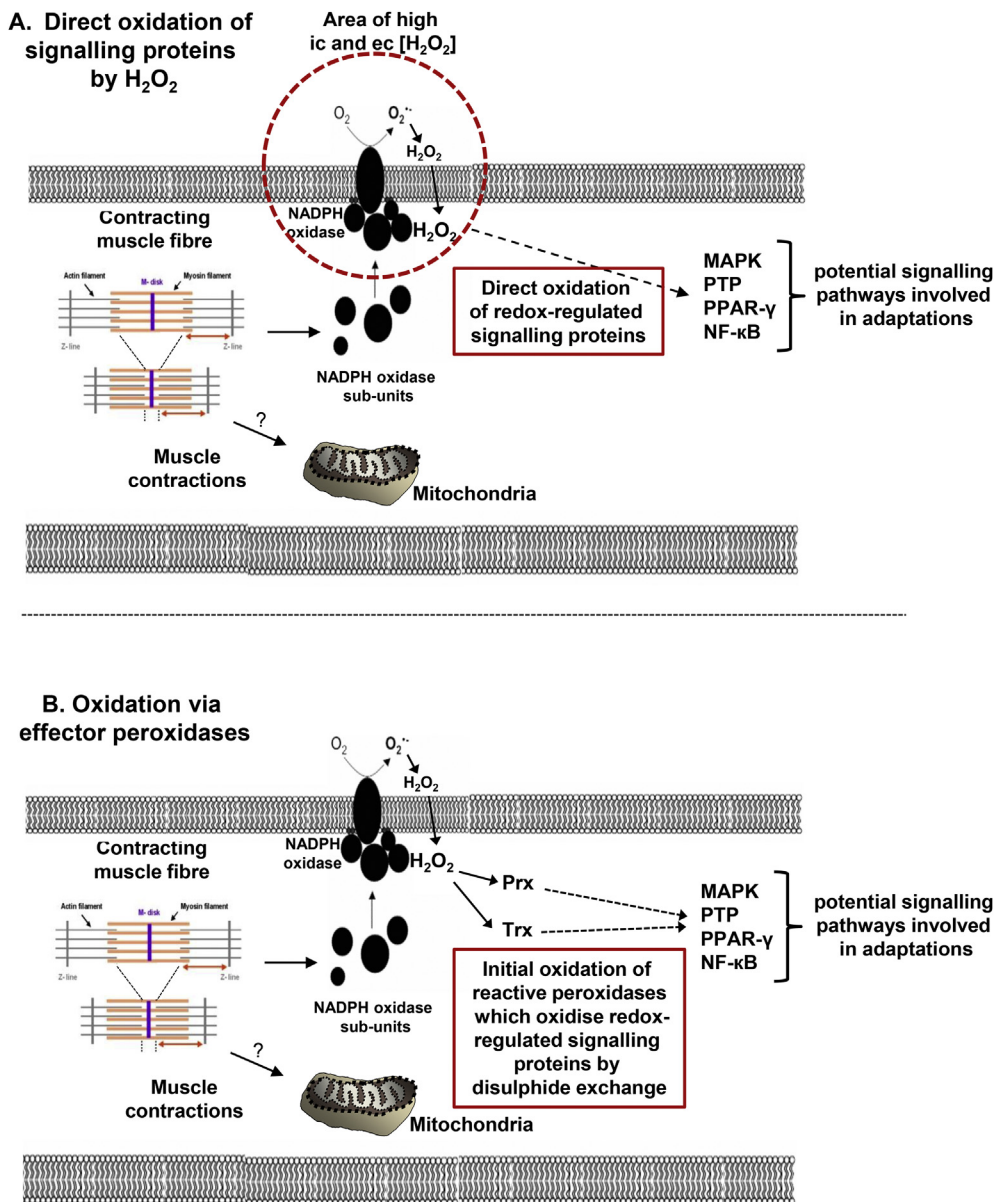 A. Direct oxidation of
signalling proteins
by H₂O₂
Area of high
ic and ec [H₂O₂]
O₂
O₂•-
H₂O₂
NADPH
oxidase
H₂O₂
Contracting
muscle fibre
Actin filament
M- disk
Myosin filament
Z- line
Z- line
NADPH oxidase
sub-units
Direct oxidation
of redox-regulated
signalling proteins
MAPK
PTP
PPAR-γ
NF-κB
potential signalling
pathways involved
in adaptations
?
Muscle
contractions
Mitochondria
B. Oxidation via
effector peroxidases
O₂
O₂•-
H₂O₂
NADPH
oxidase
H₂O₂
Contracting
muscle fibre
Actin filament
M- disk
Myosin filament
Z- line
Z- line
NADPH oxidase
sub-units
Prx
Trx
MAPK
PTP
PPAR-γ
NF-κB
potential signalling
pathways involved
in adaptations
Initial oxidation of
reactive peroxidases
which oxidise redox-
regulated signalling
proteins by
disulphide exchange
?
Muscle
contractions
Mitochondria